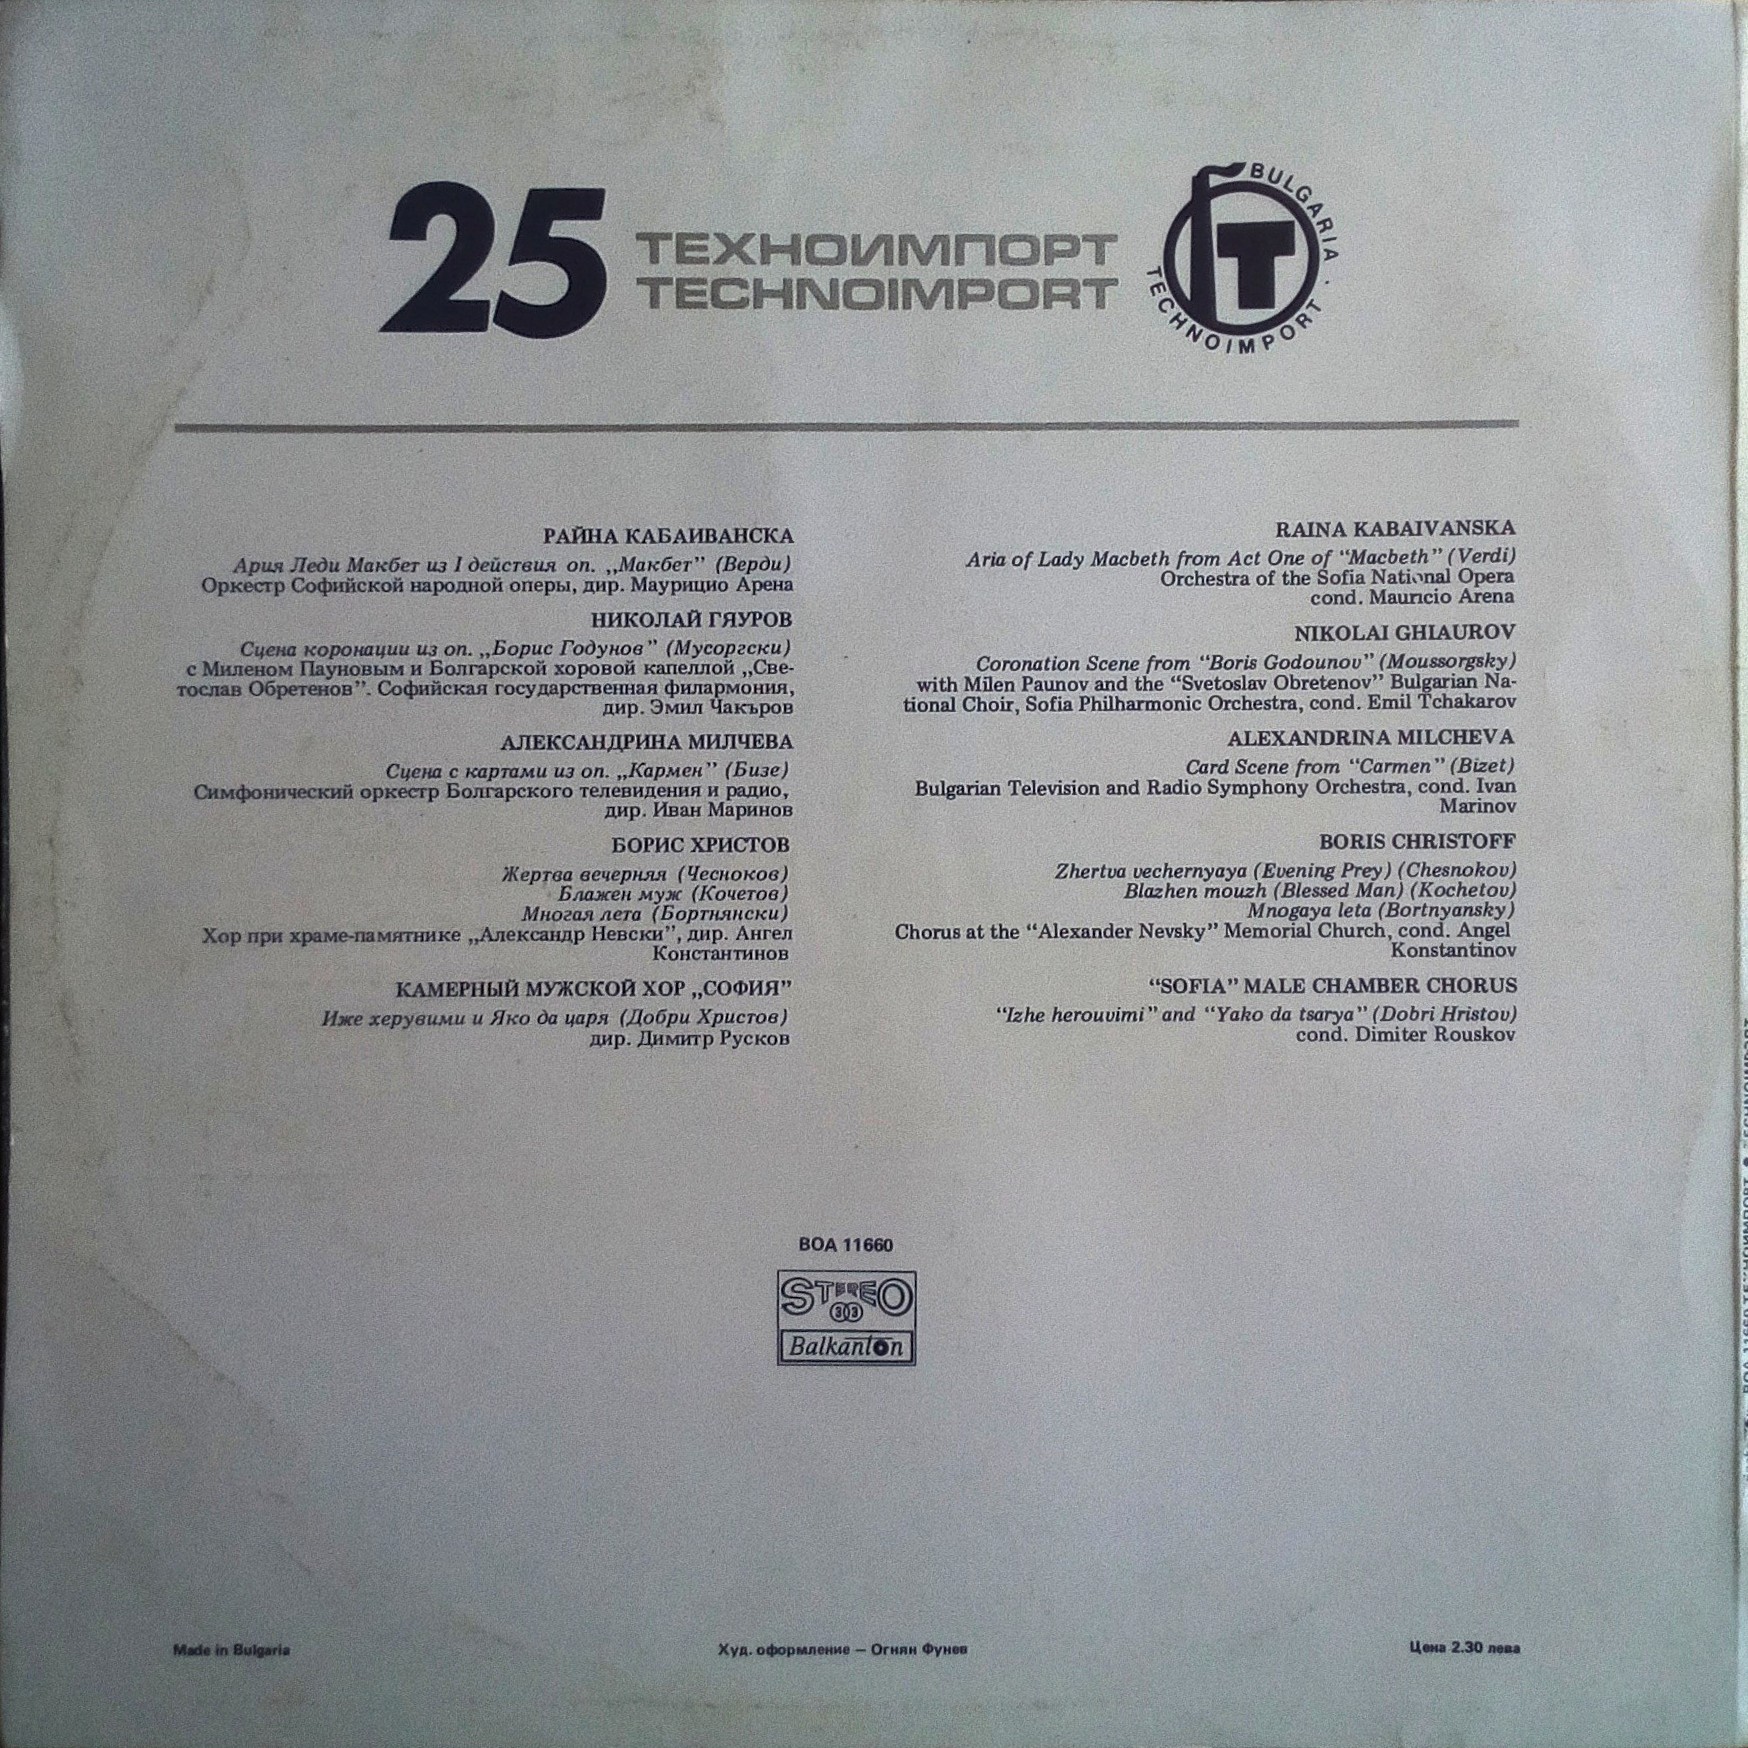 25
ТЕХНОИМПОРТ
TECHNOIMPORT
BULGARIA · TECHNOIMPORT
T
РАЙНА КАБАИВАНСКА
Ария Леди Макбет из I действия оп. „Макбет” (Верди)
Оркестр Софийской народной оперы, дир. Маурицио Арена
НИКОЛАЙ ГЯУРОВ
Сцена коронации из оп. „Борис Годунов” (Мусоргски)
с Миленом Пауновым и Болгарской хоровой капеллой „Све-
тослав Обретенов”. Софийская государственная филармония,
дир. Эмил Чакъров
АЛЕКСАНДРИНА МИЛЧЕВА
Сцена с картами из оп. „Кармен” (Бизе)
Симфонический оркестр Болгарского телевидения и радио,
дир. Иван Маринов
БОРИС ХРИСТОВ
Жертва вечерняя (Чесноков)
Блажен муж (Кочетов)
Многая лета (Бортнянски)
Хор при храме-памятнике „Александр Невски”, дир. Ангел
Константинов
КАМЕРНЫЙ МУЖСКОЙ ХОР „СОФИЯ”
Иже херувими и Яко да царя (Добри Христов)
дир. Димитр Русков
RAINA KABAIVANSKA
Aria of Lady Macbeth from Act One of “Macbeth” (Verdi)
Orchestra of the Sofia National Opera
cond. Mauricio Arena
NIKOLAI GHIAUROV
Coronation Scene from “Boris Godounov” (Moussorgsky)
with Milen Paunov and the “Svetoslav Obretenov” Bulgarian Na-
tional Choir, Sofia Philharmonic Orchestra, cond. Emil Tchakarov
ALEXANDRINA MILCHEVA
Card Scene from “Carmen” (Bizet)
Bulgarian Television and Radio Symphony Orchestra, cond. Ivan
Marinov
BORIS CHRISTOFF
Zhertva vechernyaya (Evening Prey) (Chesnokov)
Blazhen mouzh (Blessed Man) (Kochetov)
Mnogaya leta (Bortnyansky)
Chorus at the “Alexander Nevsky” Memorial Church, cond. Angel
Konstantinov
“SOFIA” MALE CHAMBER CHORUS
“Izhe herouvimi” and “Yako da tsarya” (Dobri Hristov)
cond. Dimiter Rouskov
BOA 11660
STEREO
33
Balkanton
Made in Bulgaria
Худ. оформление — Огнян Фунев
Цена 2.30 лева
BOA 11660 ТЕХНОИМПОРТ ● TECHNOIMPORT